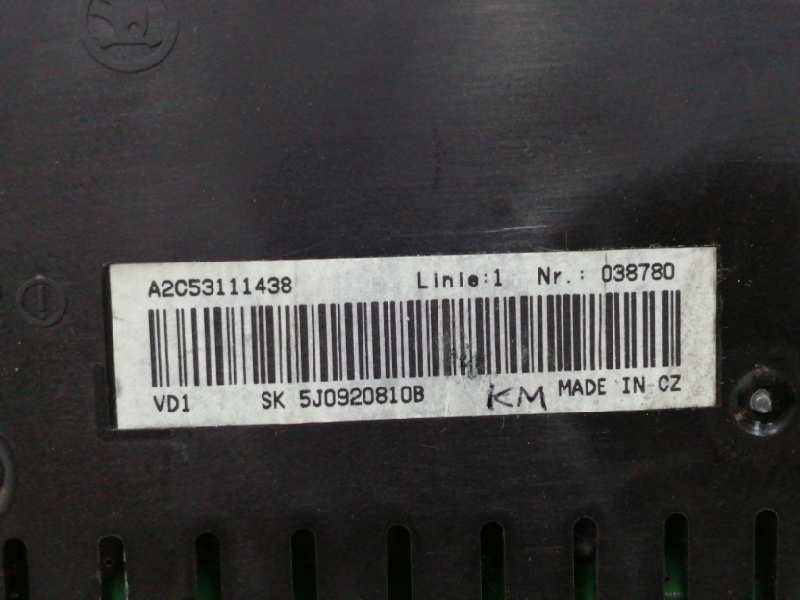 A2C53111438 Linie:1 Nr.: 038780
VD1 SK 5J0920810B KM MADE IN CZ